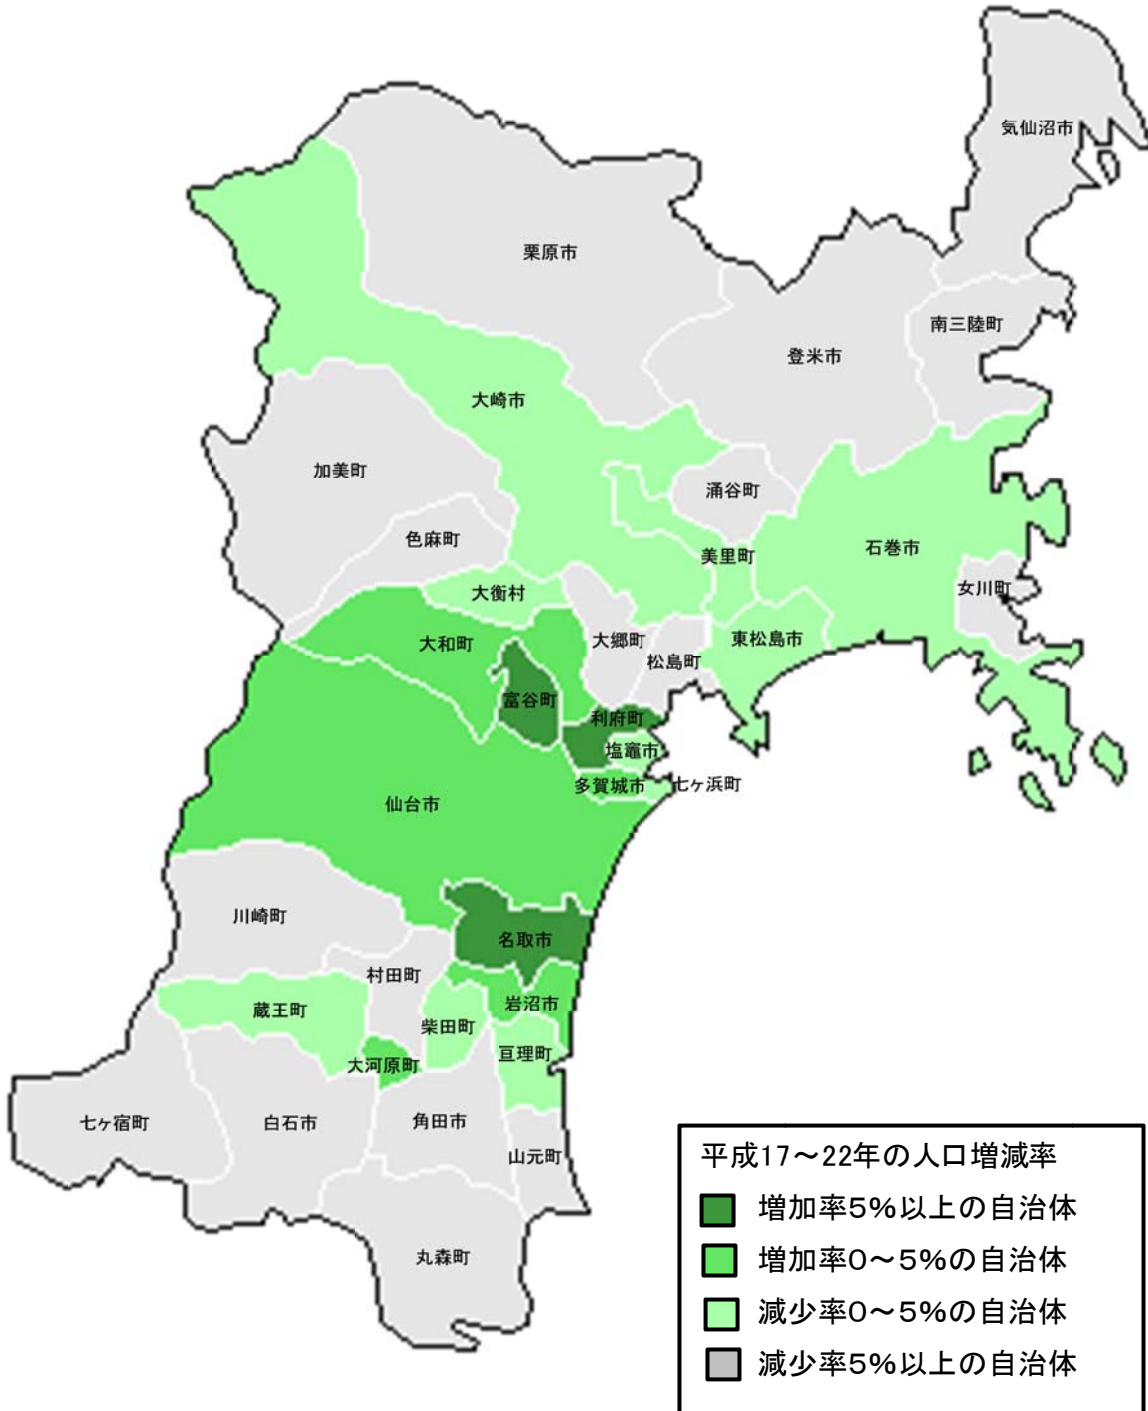 気仙沼市
栗原市
南三陸町
登米市
大崎市
加美町
涌谷町
色麻町
石巻市
美里町
女川町
大衡村
大和町
大郷町
東松島市
松島町
富谷町
利府町
塩竈市
多賀城市
七ヶ浜町
仙台市
川崎町
名取市
村田町
岩沼市
蔵王町
柴田町
亘理町
大河原町
七ヶ宿町
白石市
角田市
山元町
丸森町
平成17～22年の人口増減率
増加率5%以上の自治体
増加率0～5%の自治体
減少率0～5%の自治体
減少率5%以上の自治体